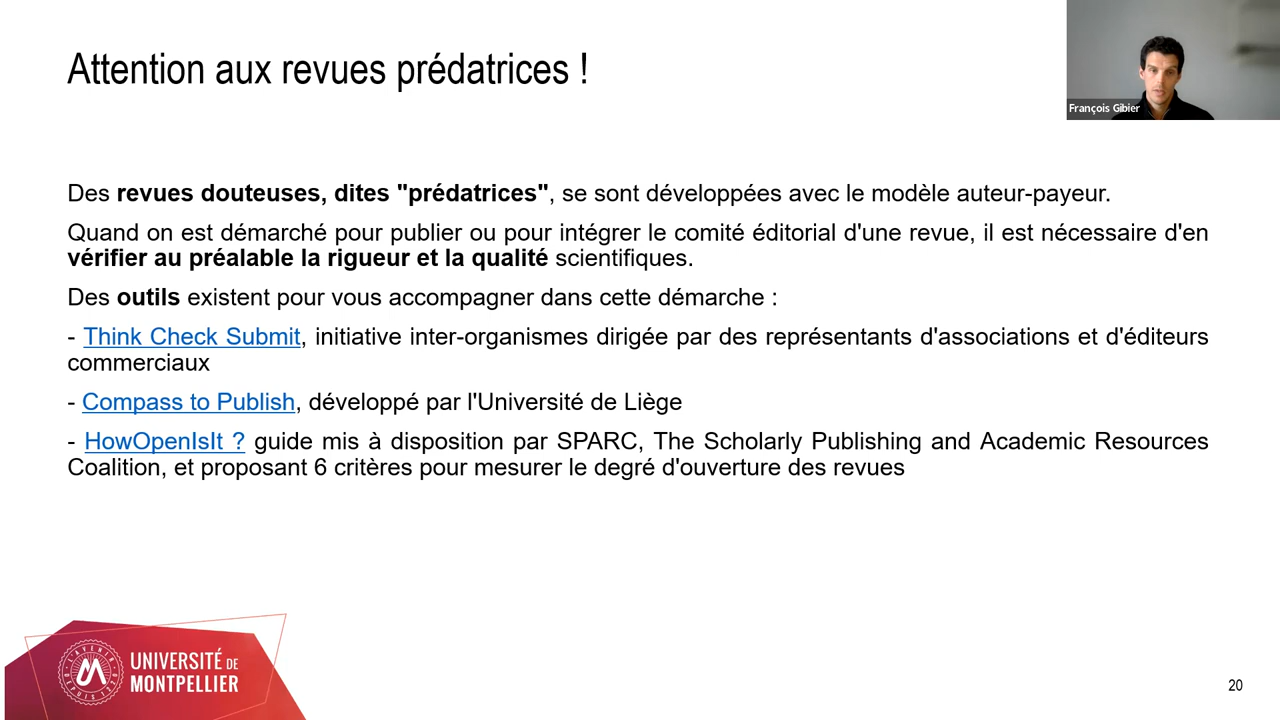 Attention aux revues prédatrices !
François Gibier
Des revues douteuses, dites "prédatrices", se sont développées avec le modèle auteur-payeur.
Quand on est démarché pour publier ou pour intégrer le comité éditorial d'une revue, il est nécessaire d'en
vérifier au préalable la rigueur et la qualité scientifiques.
Des outils existent pour vous accompagner dans cette démarche :
- Think Check Submit, initiative inter-organismes dirigée par des représentants d'associations et d'éditeurs
commerciaux
- Compass to Publish, développé par l'Université de Liège
- HowOpenIsIt ? guide mis à disposition par SPARC, The Scholarly Publishing and Academic Resources
Coalition, et proposant 6 critères pour mesurer le degré d'ouverture des revues
L'AVENIR
DEPUIS 1220
UNIVERSITÉ DE
MONTPELLIER
20